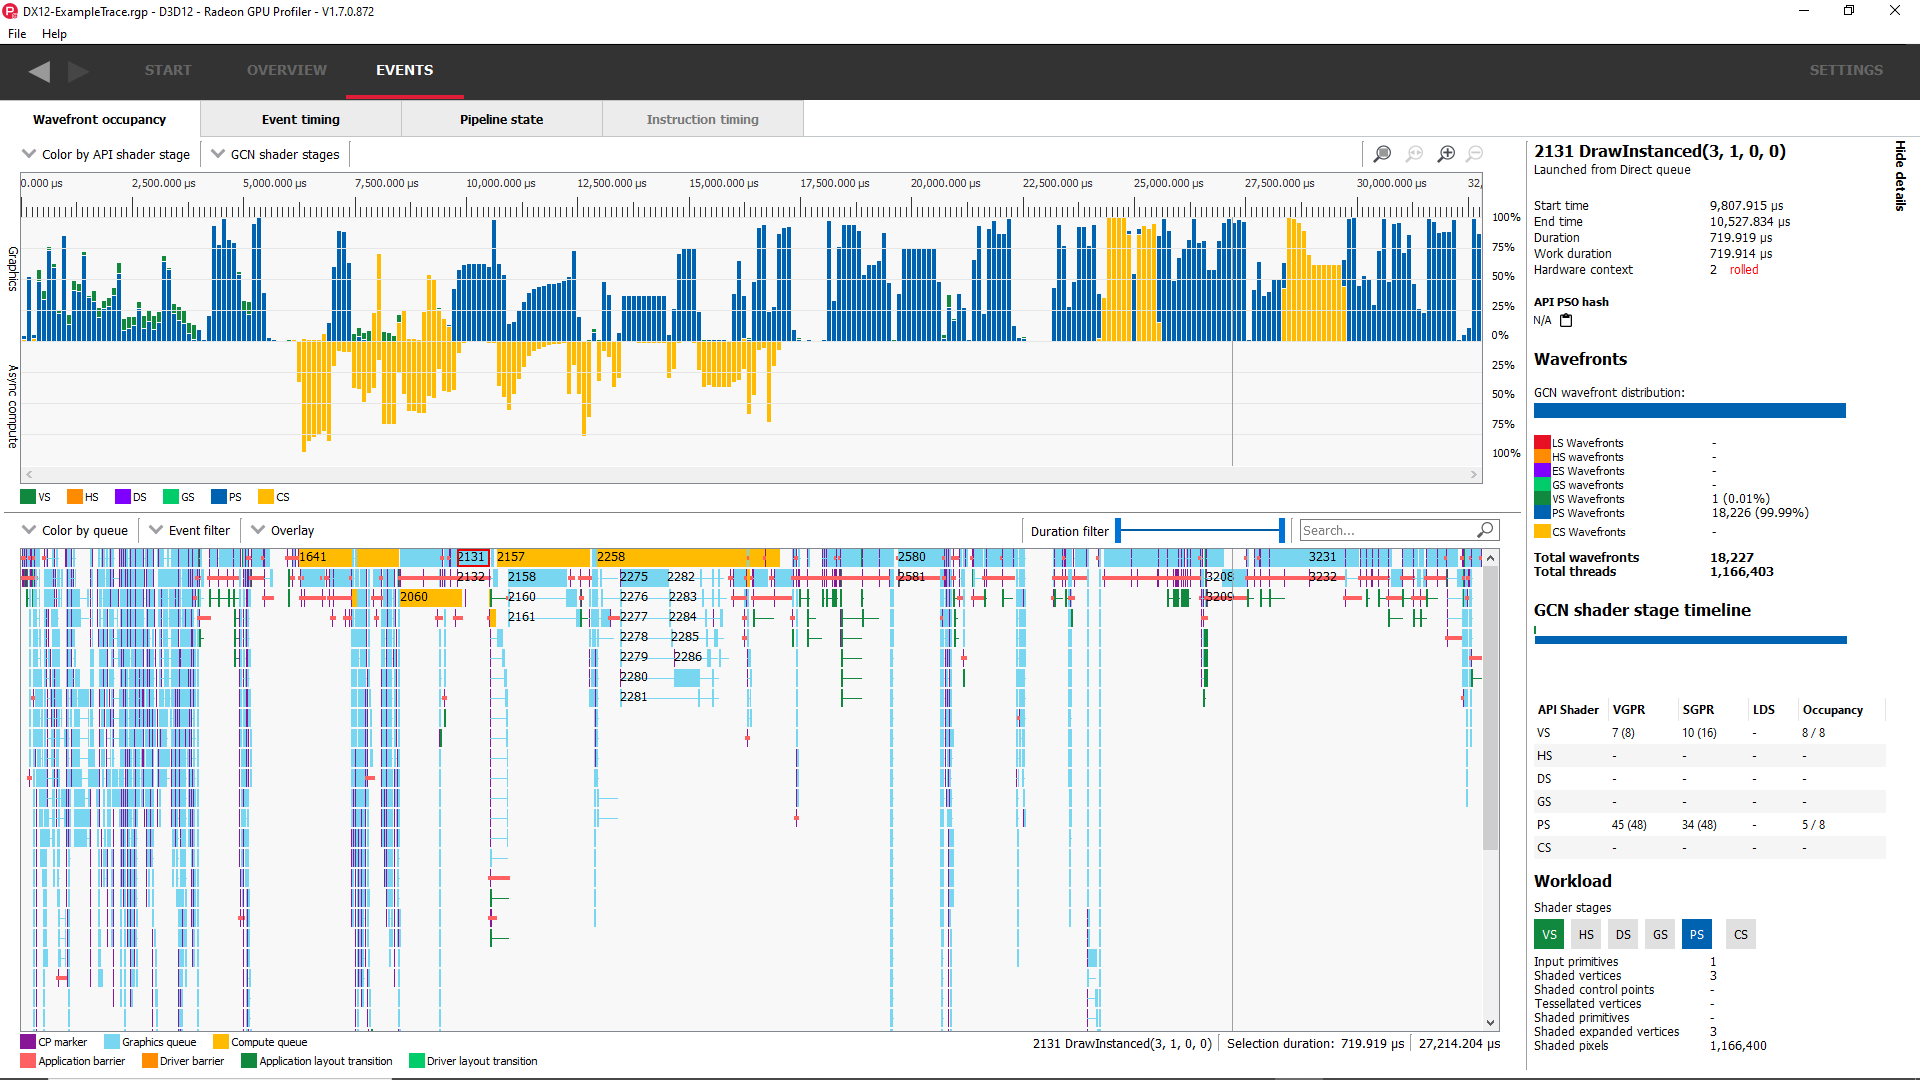 DX12-ExampleTrace.rgp - D3D12 - Radeon GPU Profiler - V1.7.0.872
File Help
START OVERVIEW EVENTS SETTINGS
Wavefront occupancy Event timing Pipeline state Instruction timing
Color by API shader stage GCN shader stages
0.000 µs 2,500.000 µs 5,000.000 µs 7,500.000 µs 10,000.000 µs 12,500.000 µs 15,000.000 µs 17,500.000 µs 20,000.000 µs 22,500.000 µs 25,000.000 µs 27,500.000 µs 30,000.000 µs 32,
Graphics
Async compute
100%
75%
50%
25%
0%
25%
50%
75%
100%
VS HS DS GS PS CS
Color by queue Event filter Overlay Duration filter Search...
1641 2131 2157 2258 2580 3231
2132 2158 2275 2282 2581 3208 3232
2060 2160 2276 2283 3209
2161 2277 2284
2278 2285
2279 2286
2280
2281
CP marker Graphics queue Compute queue
Application barrier Driver barrier Application layout transition Driver layout transition
2131 DrawInstanced(3, 1, 0, 0) Selection duration: 719.919 µs 27,214.204 µs
Hide details
2131 DrawInstanced(3, 1, 0, 0)
Launched from Direct queue
Start time 9,807.915 µs
End time 10,527.834 µs
Duration 719.919 µs
Work duration 719.914 µs
Hardware context 2 rolled
API PSO hash
N/A
Wavefronts
GCN wavefront distribution:
LS Wavefronts -
HS wavefronts -
ES Wavefronts -
GS wavefronts -
VS Wavefronts 1 (0.01%)
PS Wavefronts 18,226 (99.99%)
CS Wavefronts -
Total wavefronts 18,227
Total threads 1,166,403
GCN shader stage timeline
API Shader VGPR SGPR LDS Occupancy
VS 7 (8) 10 (16) - 8 / 8
HS - - - -
DS - - - -
GS - - - -
PS 45 (48) 34 (48) - 5 / 8
CS - - - -
Workload
Shader stages
VS HS DS GS PS CS
Input primitives 1
Shaded vertices 3
Shaded control points -
Tessellated vertices -
Shaded primitives -
Shaded expanded vertices 3
Shaded pixels 1,166,400